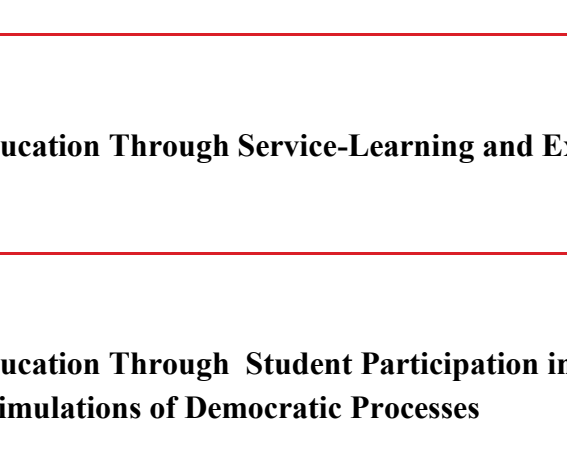 ucation Through Service-Learning and Ex
ucation Through  Student Participation in
imulations of Democratic Processes